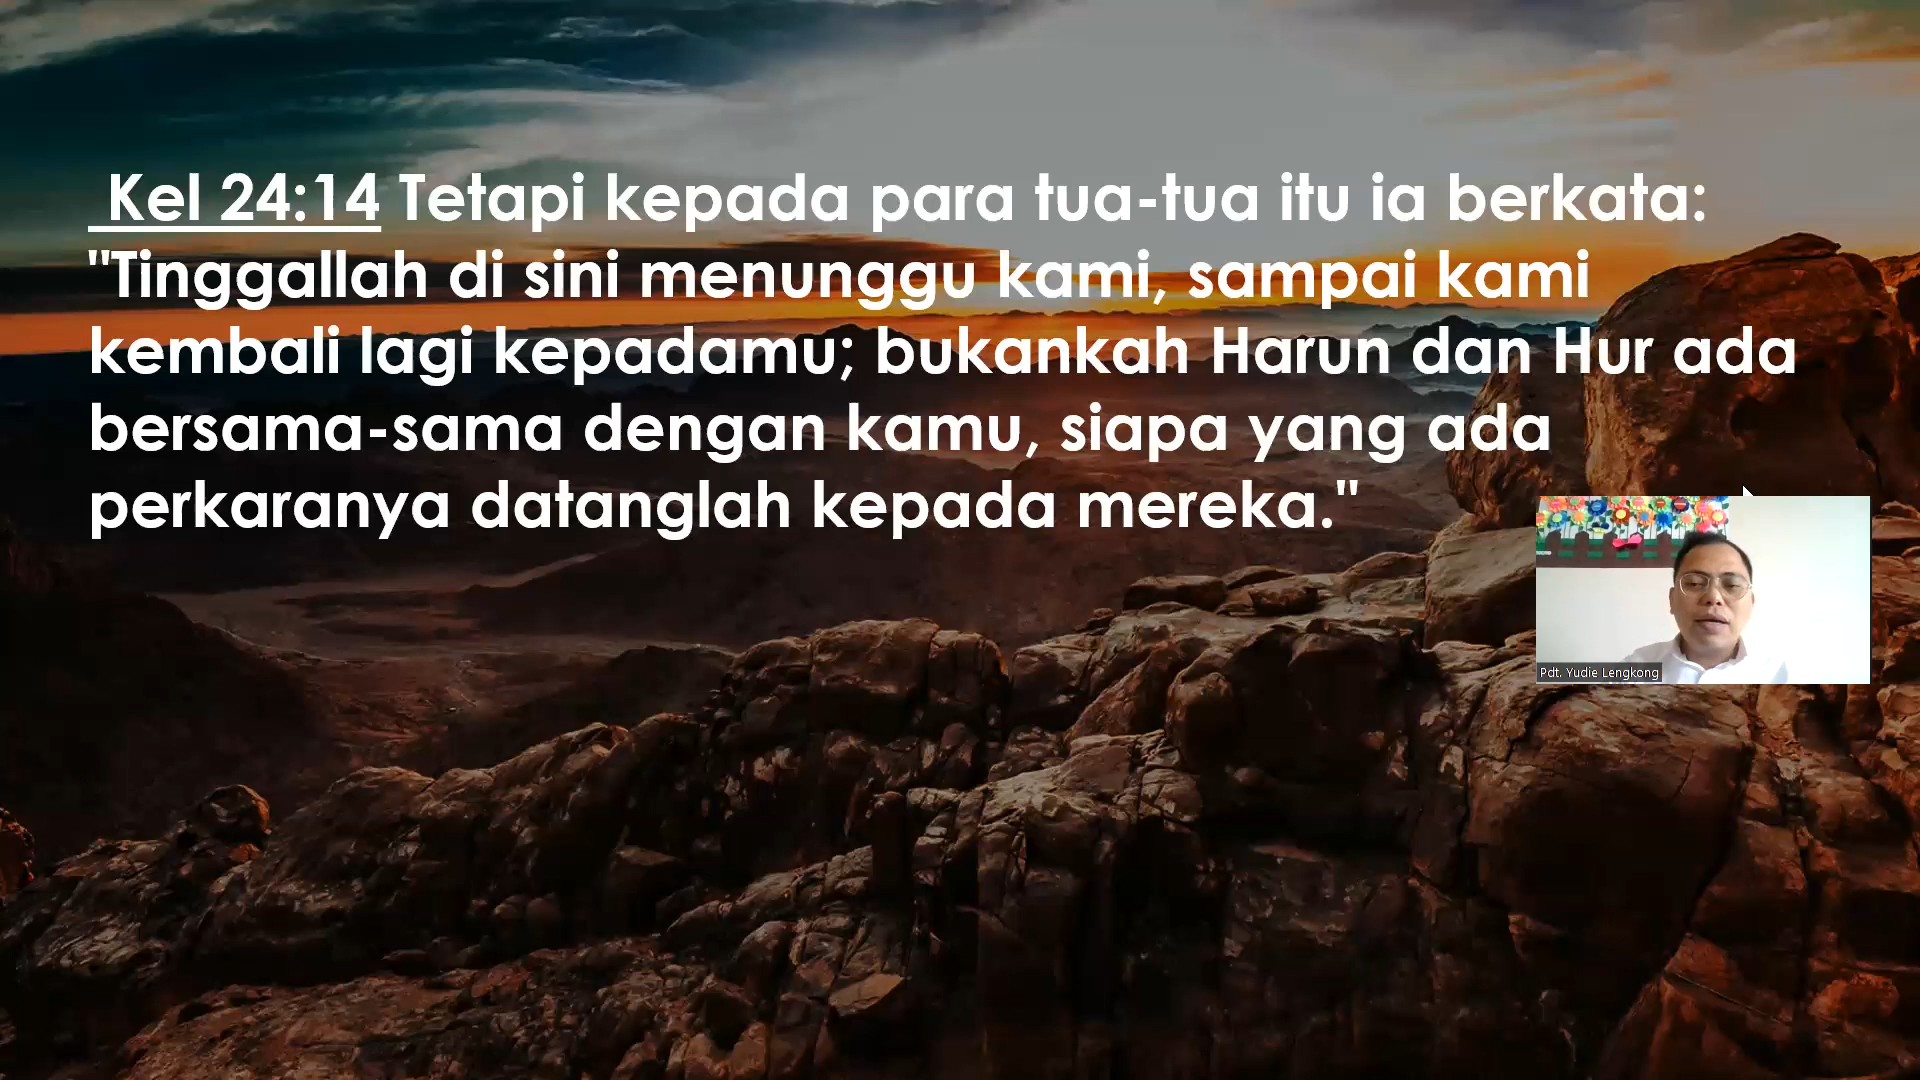 Kel 24:14 Tetapi kepada para tua-tua itu ia berkata:
"Tinggallah di sini menunggu kami, sampai kami
kembali lagi kepadamu; bukankah Harun dan Hur ada
bersama-sama dengan kamu, siapa yang ada
perkaranya datanglah kepada mereka."
Pdt. Yudie Lengkong